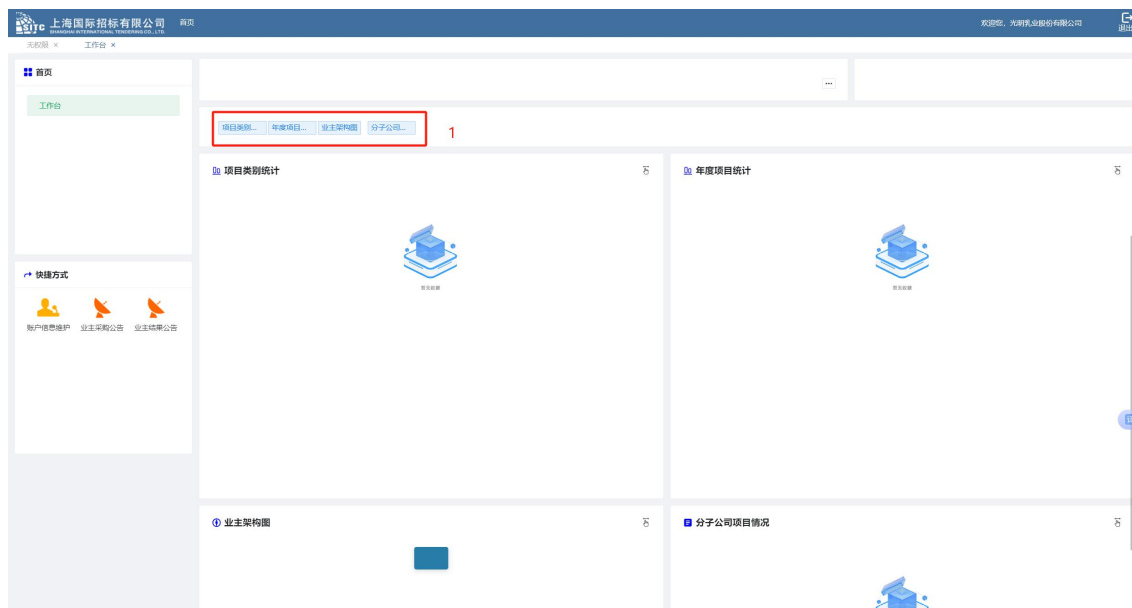 SITC 上海国际招标有限公司 首页 欢迎您，光明乳业股份有限公司 退出
SHANGHAI INTERNATIONAL TENDERING CO., LTD.
无权限 × 工作台 ×
首页
工作台
项目类别... 年度项目... 业主架构图 分子公司... 1
项目类别统计 年度项目统计
暂无数据 暂无数据
快捷方式
账户信息维护 业主采购公告 业主结果公告
业主架构图 分子公司项目情况